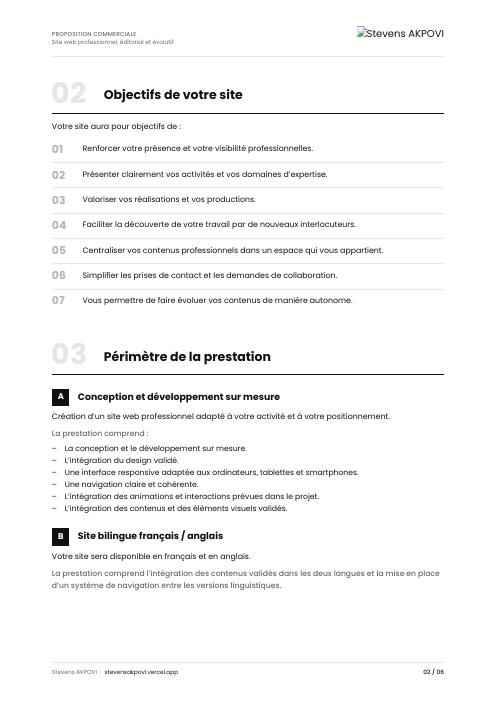 PROPOSITION COMMERCIALE
Site web professionnel, éditorial et évolutif
Stevens AKPOVI
02 Objectifs de votre site
Votre site aura pour objectifs de :
01 Renforcer votre présence et votre visibilité professionnelles.
02 Présenter clairement vos activités et vos domaines d’expertise.
03 Valoriser vos réalisations et vos productions.
04 Faciliter la découverte de votre travail par de nouveaux interlocuteurs.
05 Centraliser vos contenus professionnels dans un espace qui vous appartient.
06 Simplifier les prises de contact et les demandes de collaboration.
07 Vous permettre de faire évoluer vos contenus de manière autonome.
03 Périmètre de la prestation
A Conception et développement sur mesure
Création d’un site web professionnel adapté à votre activité et à votre positionnement.
La prestation comprend :
– La conception et le développement sur mesure.
– L’intégration du design validé.
– Une interface responsive adaptée aux ordinateurs, tablettes et smartphones.
– Une navigation claire et cohérente.
– L’intégration des animations et interactions prévues dans le projet.
– L’intégration des contenus et des éléments visuels validés.
B Site bilingue français / anglais
Votre site sera disponible en français et en anglais.
La prestation comprend l’intégration des contenus validés dans les deux langues et la mise en place
d’un système de navigation entre les versions linguistiques.
Stevens AKPOVI · stevensakpovi.vercel.app
02 / 06